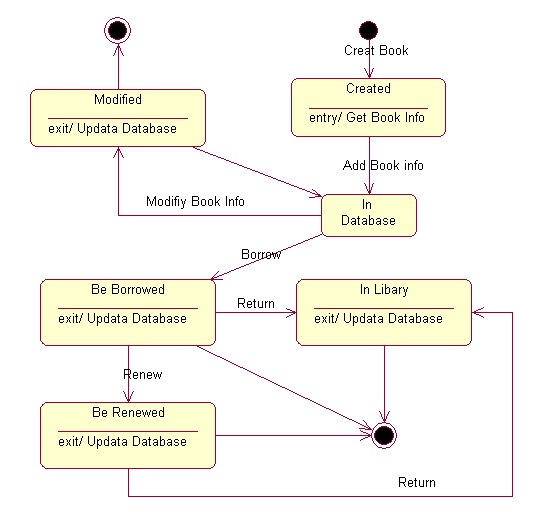 Creat Book
Modified
exit/ Updata Database
Created
entry/ Get Book Info
Add Book info
Modifiy Book Info
In
Database
Borrow
Be Borrowed
exit/ Updata Database
Return
In Libary
exit/ Updata Database
Renew
Be Renewed
exit/ Updata Database
Return